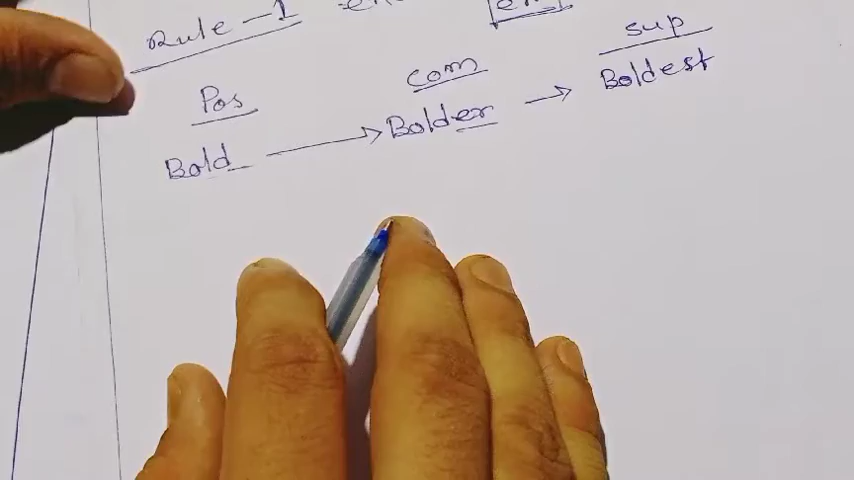 Rule-1
Pos com sup
Bold → Bolder → Boldest